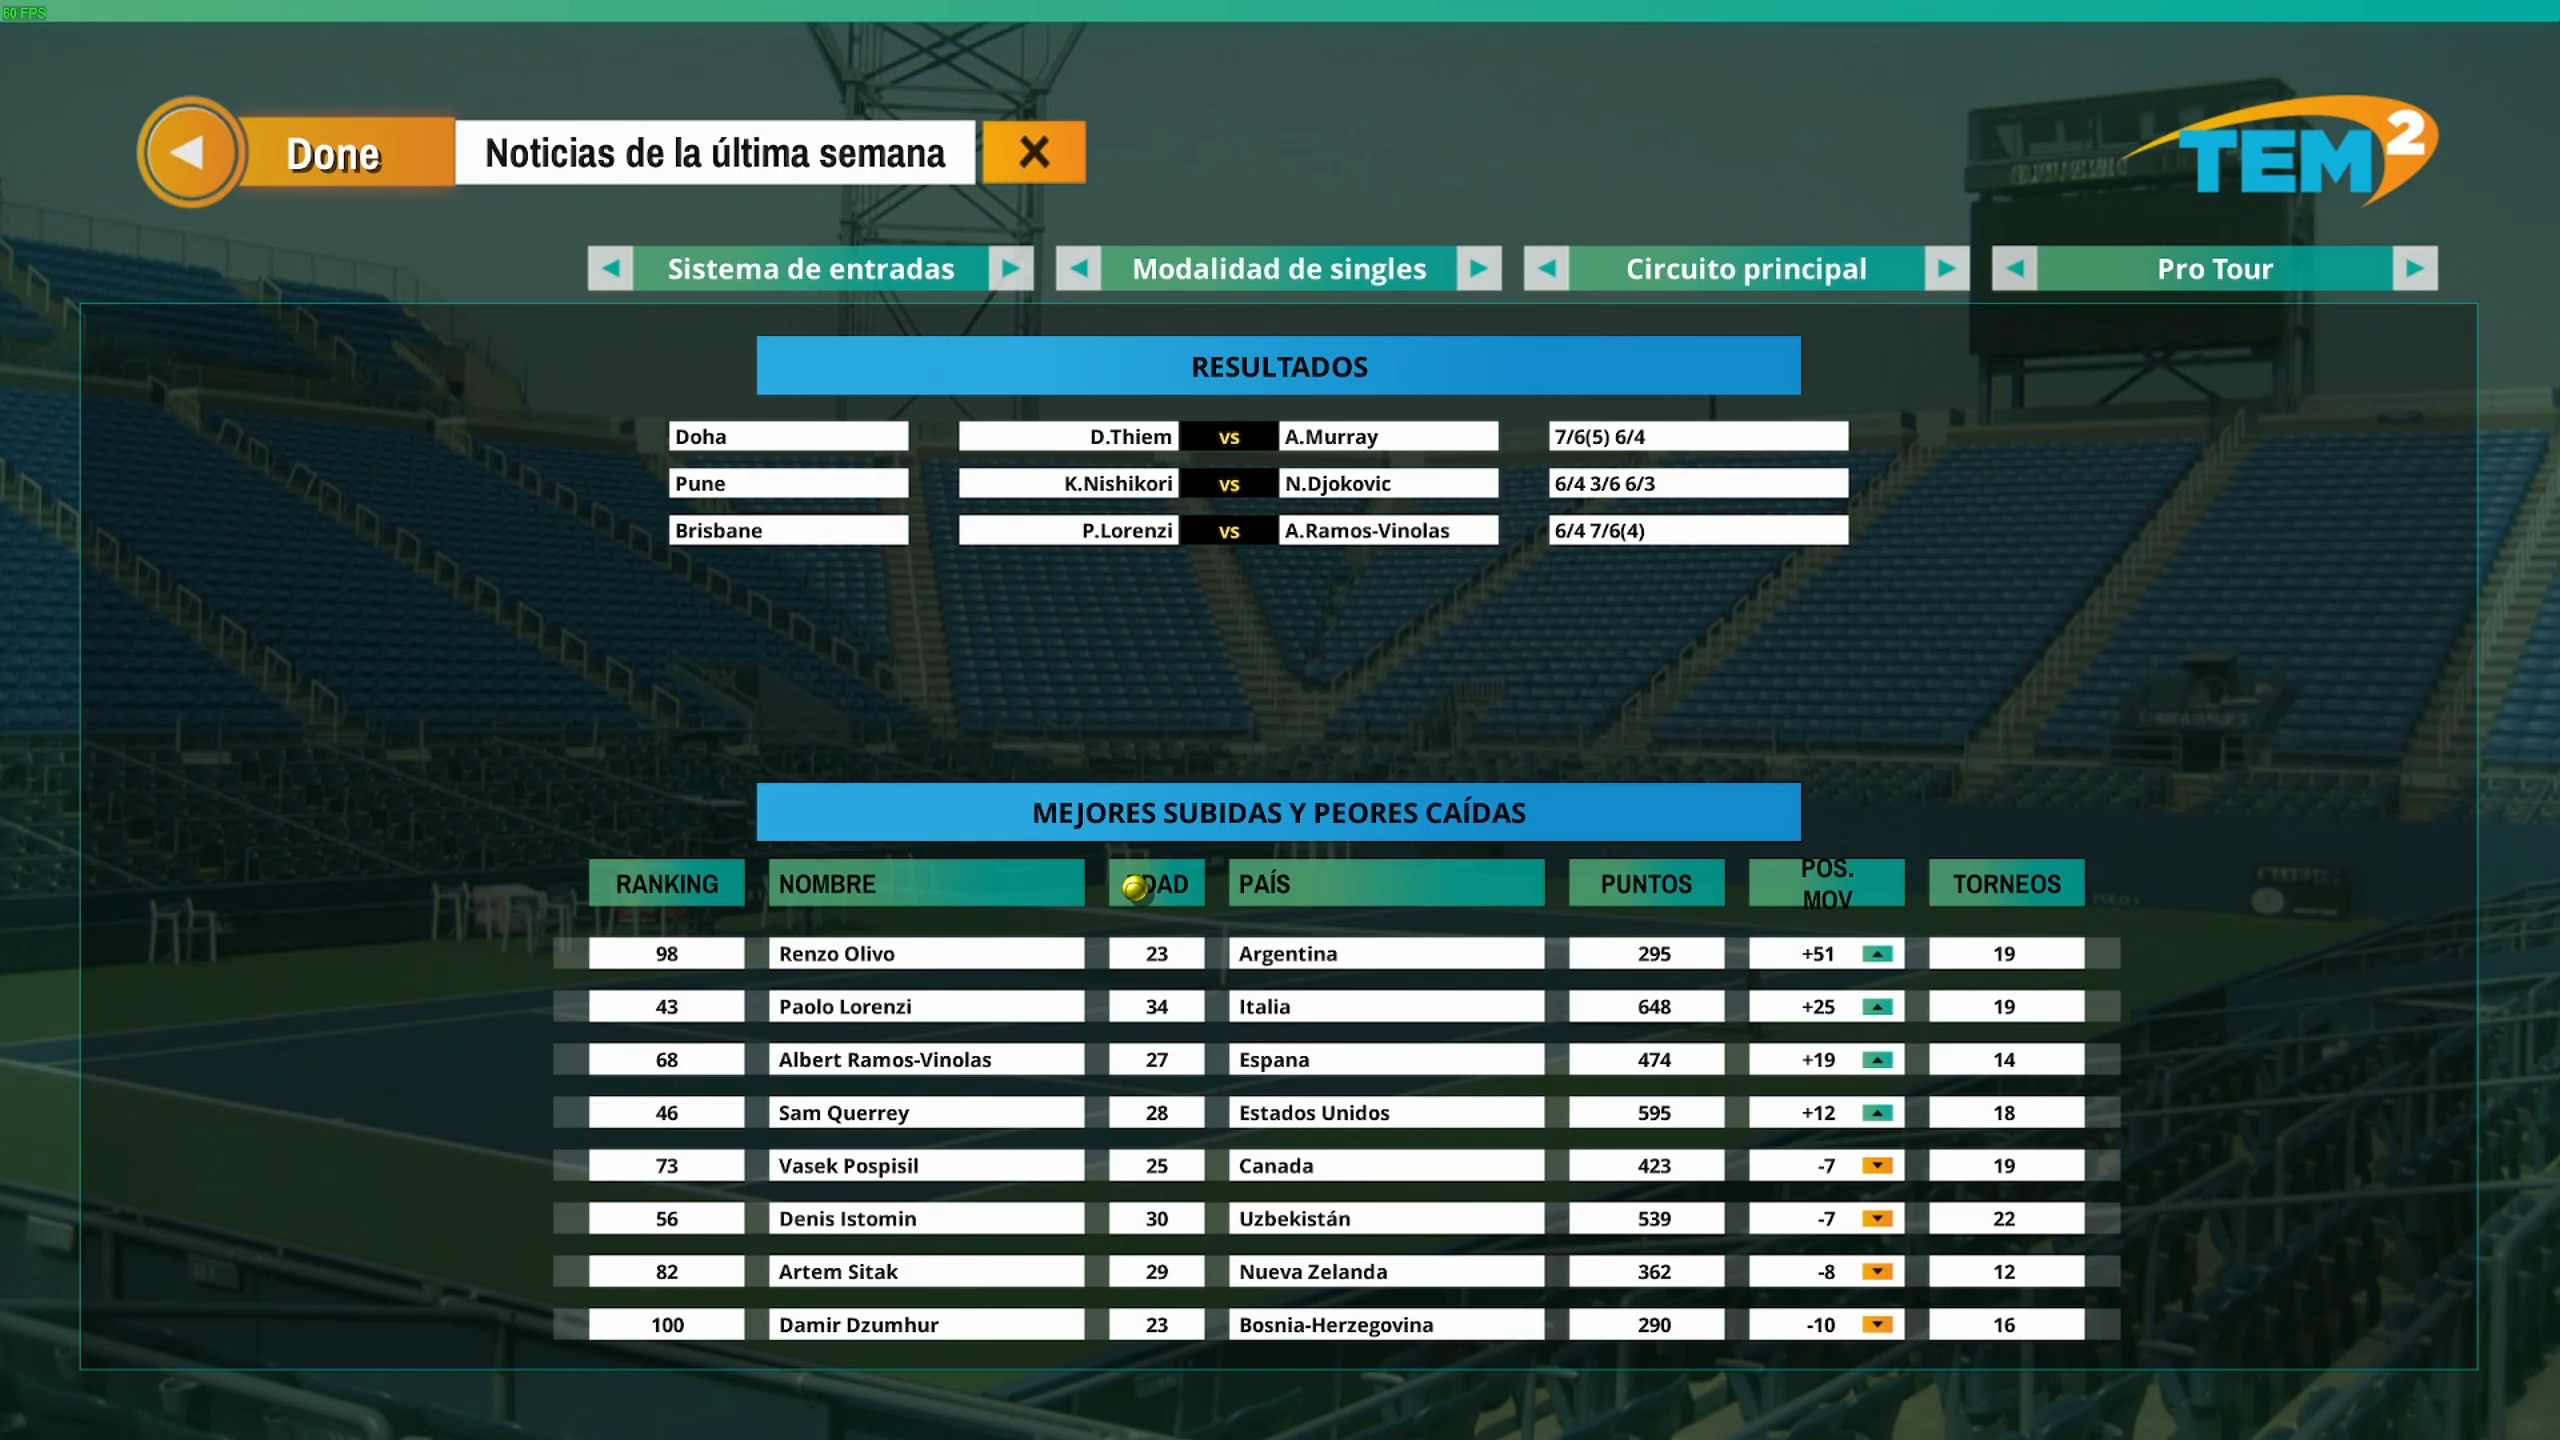 60 FPS
Done
Noticias de la última semana
TEM2
Sistema de entradas
Modalidad de singles
Circuito principal
Pro Tour
RESULTADOS
Doha D.Thiem vs A.Murray 7/6(5) 6/4
Pune K.Nishikori vs N.Djokovic 6/4 3/6 6/3
Brisbane P.Lorenzi vs A.Ramos-Vinolas 6/4 7/6(4)
MEJORES SUBIDAS Y PEORES CAÍDAS
RANKING NOMBRE EDAD PAÍS PUNTOS POS. MOV TORNEOS
98 Renzo Olivo 23 Argentina 295 +51 19
43 Paolo Lorenzi 34 Italia 648 +25 19
68 Albert Ramos-Vinolas 27 Espana 474 +19 14
46 Sam Querrey 28 Estados Unidos 595 +12 18
73 Vasek Pospisil 25 Canada 423 -7 19
56 Denis Istomin 30 Uzbekistán 539 -7 22
82 Artem Sitak 29 Nueva Zelanda 362 -8 12
100 Damir Dzumhur 23 Bosnia-Herzegovina 290 -10 16